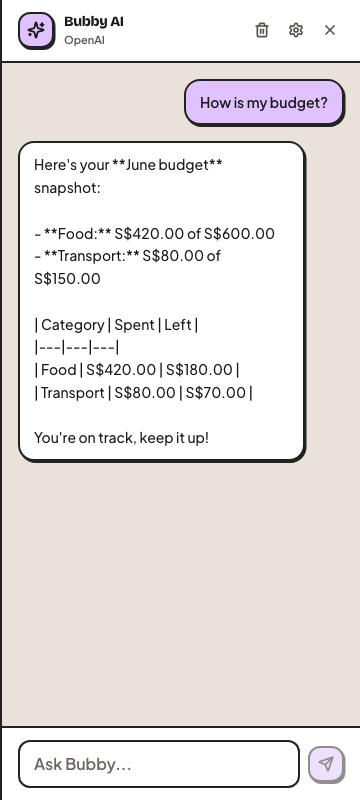 Bubby AI
OpenAI
How is my budget?
Here's your **June budget**
snapshot:
- **Food:** S$420.00 of S$600.00
- **Transport:** S$80.00 of
S$150.00
| Category | Spent | Left |
|---|---|---|
| Food | S$420.00 | S$180.00 |
| Transport | S$80.00 | S$70.00 |
You're on track, keep it up!
Ask Bubby...